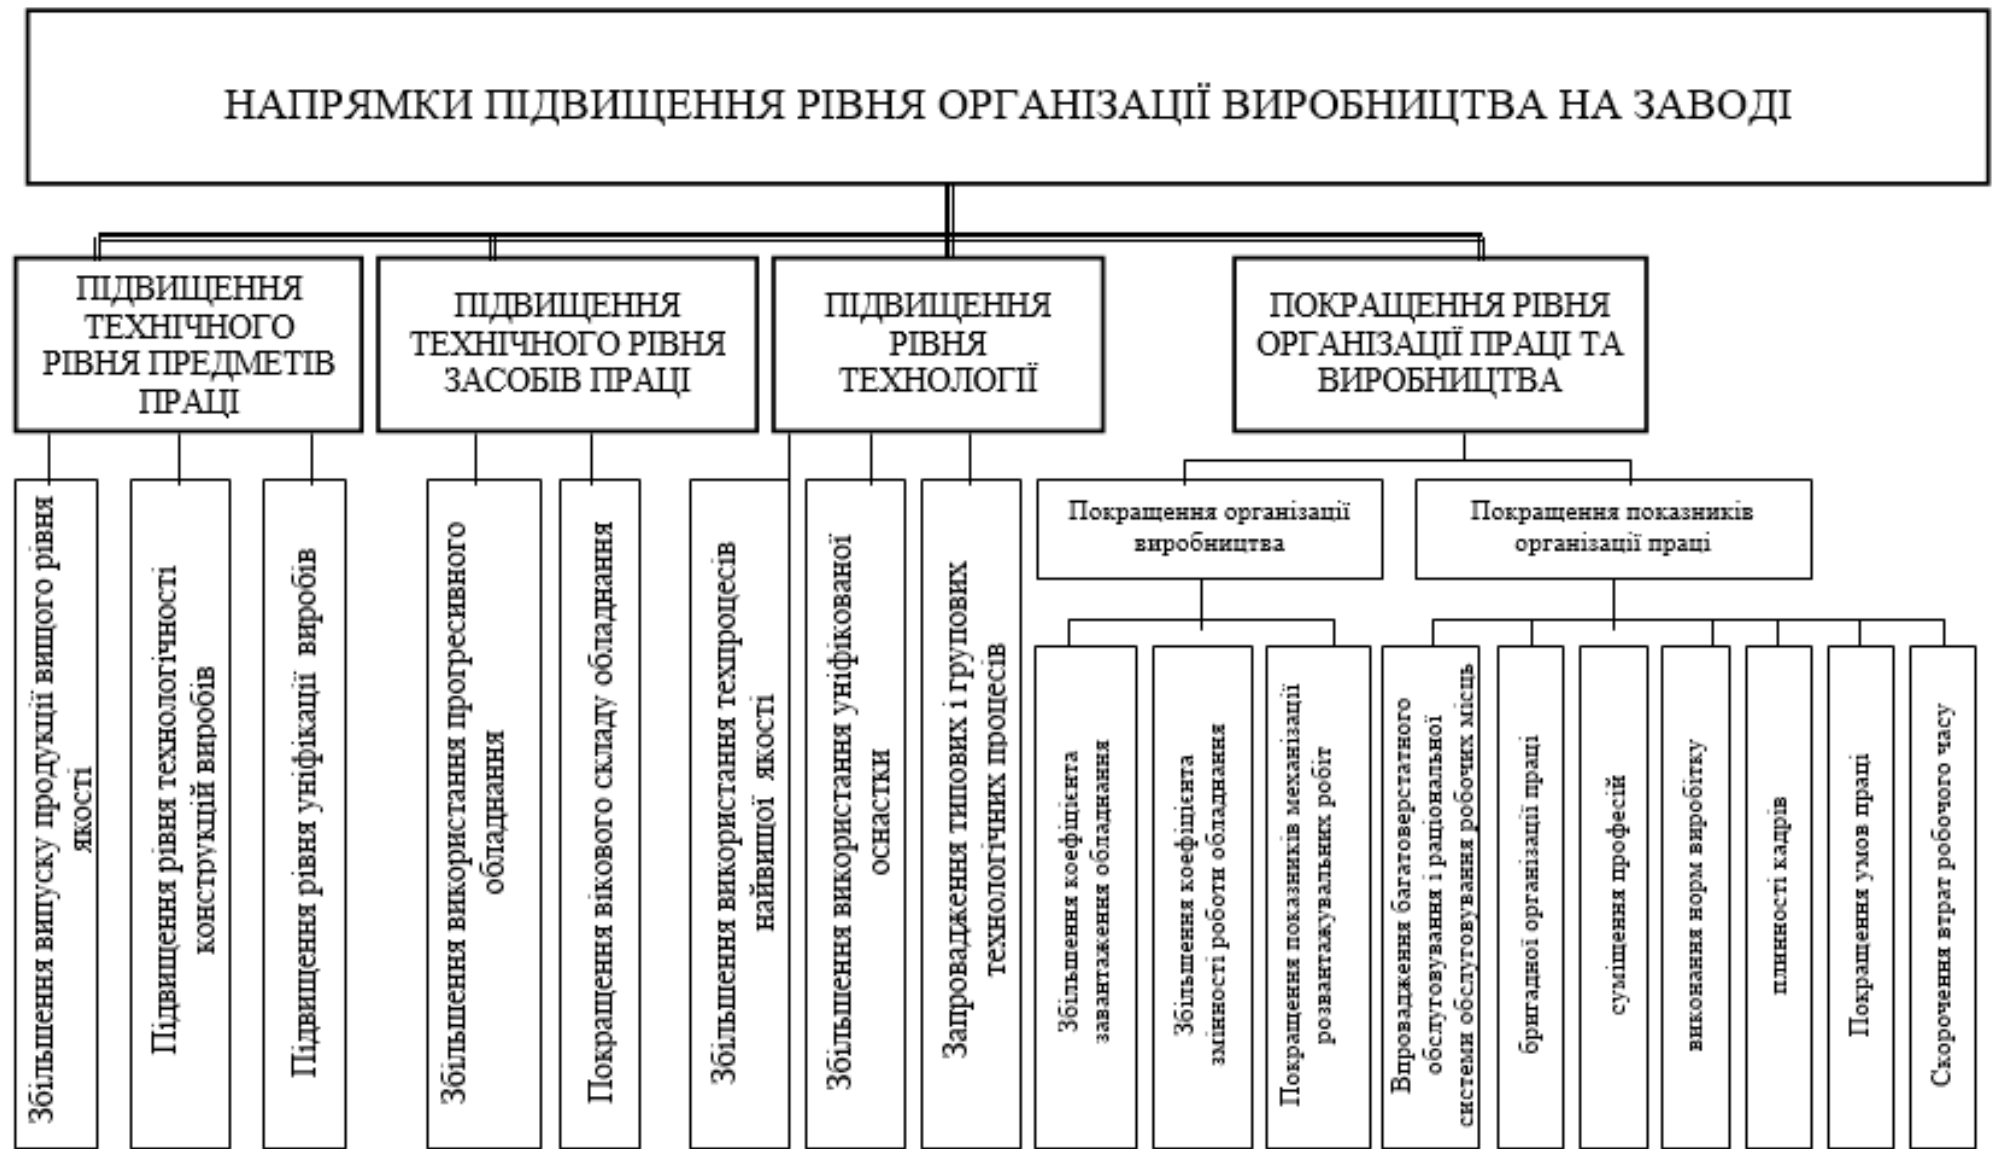 НАПРЯМКИ ПІДВИЩЕННЯ РІВНЯ ОРГАНІЗАЦІЇ ВИРОБНИЦТВА НА ЗАВОДІ
ПІДВИЩЕННЯ
ТЕХНІЧНОГО
РІВНЯ ПРЕДМЕТІВ
ПРАЦІ
ПІДВИЩЕННЯ
ТЕХНІЧНОГО РІВНЯ
ЗАСОБІВ ПРАЦІ
ПІДВИЩЕННЯ
РІВНЯ
ТЕХНОЛОГІЇ
ПОКРАЩЕННЯ РІВНЯ
ОРГАНІЗАЦІЇ ПРАЦІ ТА
ВИРОБНИЦТВА
Збільшення випуску продукції вищого рівня
якості
Підвищення рівня технологічності
конструкцій виробів
Підвищення рівня уніфікації виробів
Збільшення використання прогресивного
обладнання
Покращення вікового складу обладнання
Збільшення використання техпроцесів
найвищої якості
Збільшення використання уніфікованої
оснастки
Запровадження типових і групових
технологічних процесів
Покращення організації
виробництва
Покращення показників
організації праці
Збільшення коефіцієнта
завантаження обладнання
Збільшення коефіцієнта
змінності роботи обладнання
Покращення показників механізації
розвантажувальних робіт
Впровадження багатоверстатного
обслуговування і раціональної
системи обслуговування робочих місць
бригадної організації праці
суміщення професій
виконання норм виробітку
плинності кадрів
Покращення умов праці
Скорочення втрат робочого часу